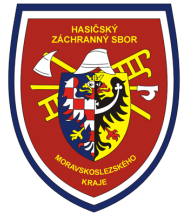 HASIČSKÝ
ZÁCHRANNÝ SBOR
MORAVSKOSLEZSKÉHO
KRAJE